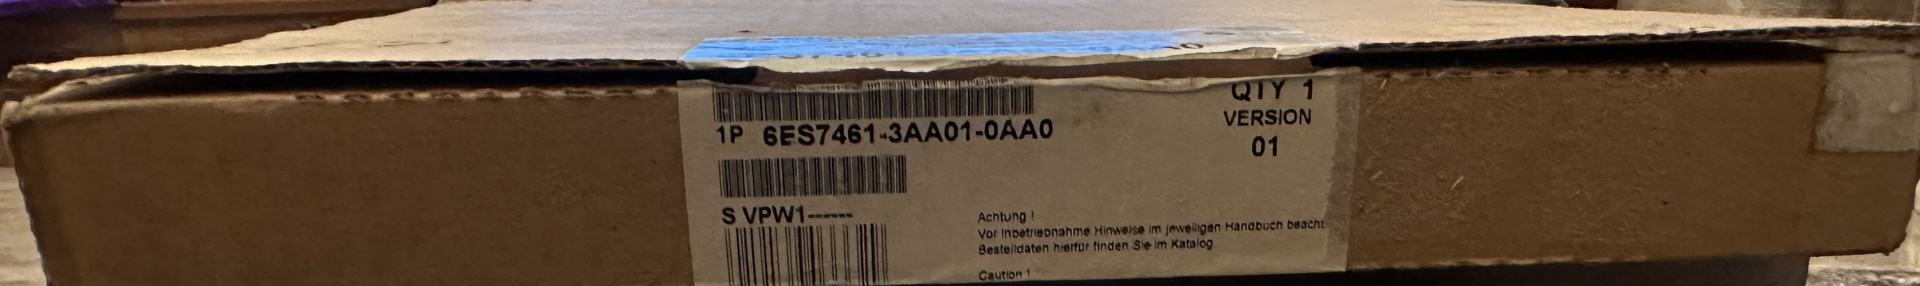 QTY 1
1P 6ES7461-3AA01-0AA0
VERSION
01
S VPW1------
Achtung !
Vor Inbetriebnahme Hinweise im jeweiligen Handbuch beacht
Bestelldaten hierfür finden Sie im Katalog
Caution !